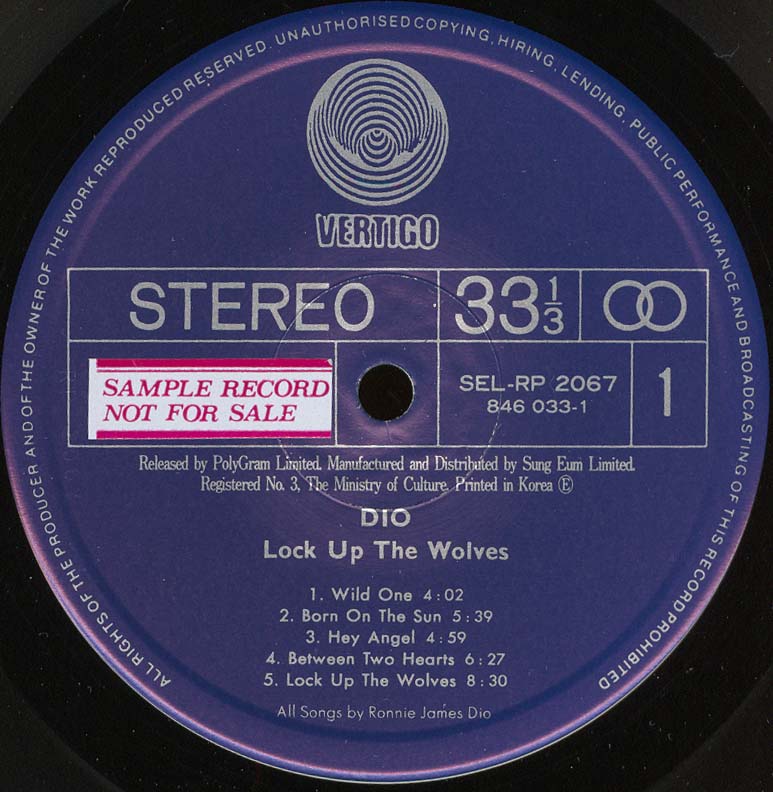 ALL RIGHTS OF THE PRODUCER AND OF THE OWNER OF THE WORK REPRODUCED RESERVED. UNAUTHORISED COPYING, HIRING, LENDING, PUBLIC PERFORMANCE AND BROADCASTING OF THIS RECORD PROHIBITED
VERTIGO
STEREO 33 1/3
SAMPLE RECORD
NOT FOR SALE
SEL-RP 2067
846 033-1
1
Released by PolyGram Limited. Manufactured and Distributed by Sung Eum Limited.
Registered No. 3, The Ministry of Culture. Printed in Korea Ⓔ
DIO
Lock Up The Wolves
1. Wild One 4:02
2. Born On The Sun 5:39
3. Hey Angel 4:59
4. Between Two Hearts 6:27
5. Lock Up The Wolves 8:30
All Songs by Ronnie James Dio